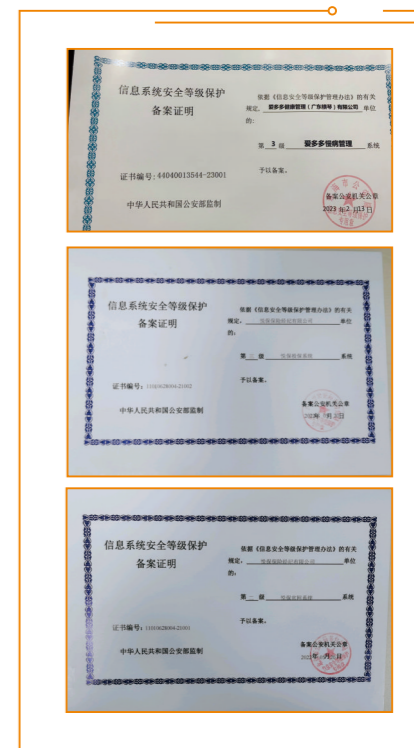 信息系统安全等级保护
备案证明
依据《信息安全等级保护管理办法》的有关
规定，爱多多健康管理（广东横琴）有限公司 单位
的：
第 3 级 爱多多慢病管理 系统
予以备案。
证书编号：44040013544-23001
中华人民共和国公安部监制
备案公安机关公章
2023 年2 月13日
信息系统安全等级保护
备案证明
依据《信息安全等级保护管理办法》的有关
规定， 单位
的：
第 级 系统
予以备案。
证书编号：
中华人民共和国公安部监制
备案公安机关公章
信息系统安全等级保护
备案证明
依据《信息安全等级保护管理办法》的有关
规定， 单位
的：
第 级 系统
予以备案。
证书编号：
中华人民共和国公安部监制
备案公安机关公章